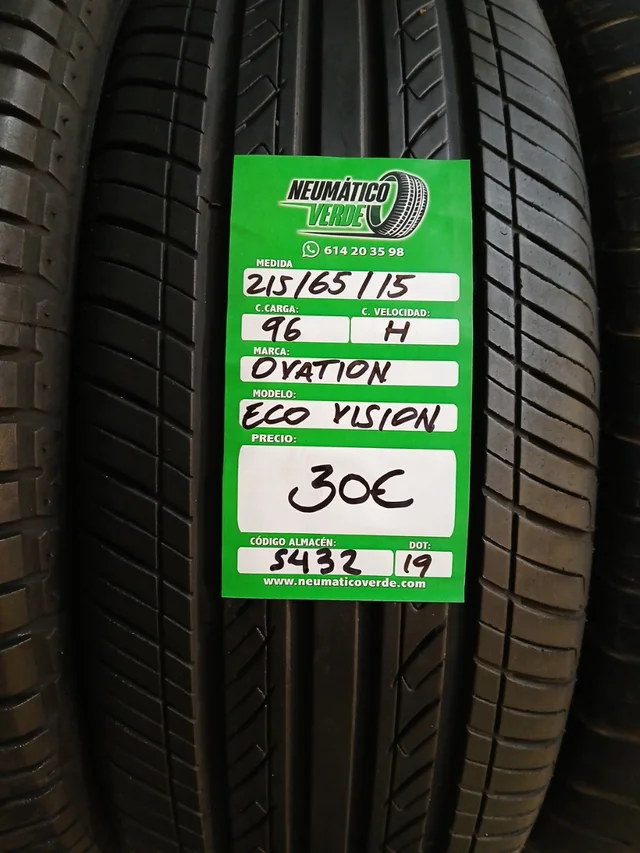 NEUMÁTICO
VERDE
614 20 35 98
MEDIDA
215/65/15
C.CARGA: C. VELOCIDAD:
96 H
MARCA:
OVATION
MODELO:
ECO VISION
PRECIO:
30€
CÓDIGO ALMACÉN: DOT:
S432 19
www.neumaticoverde.com